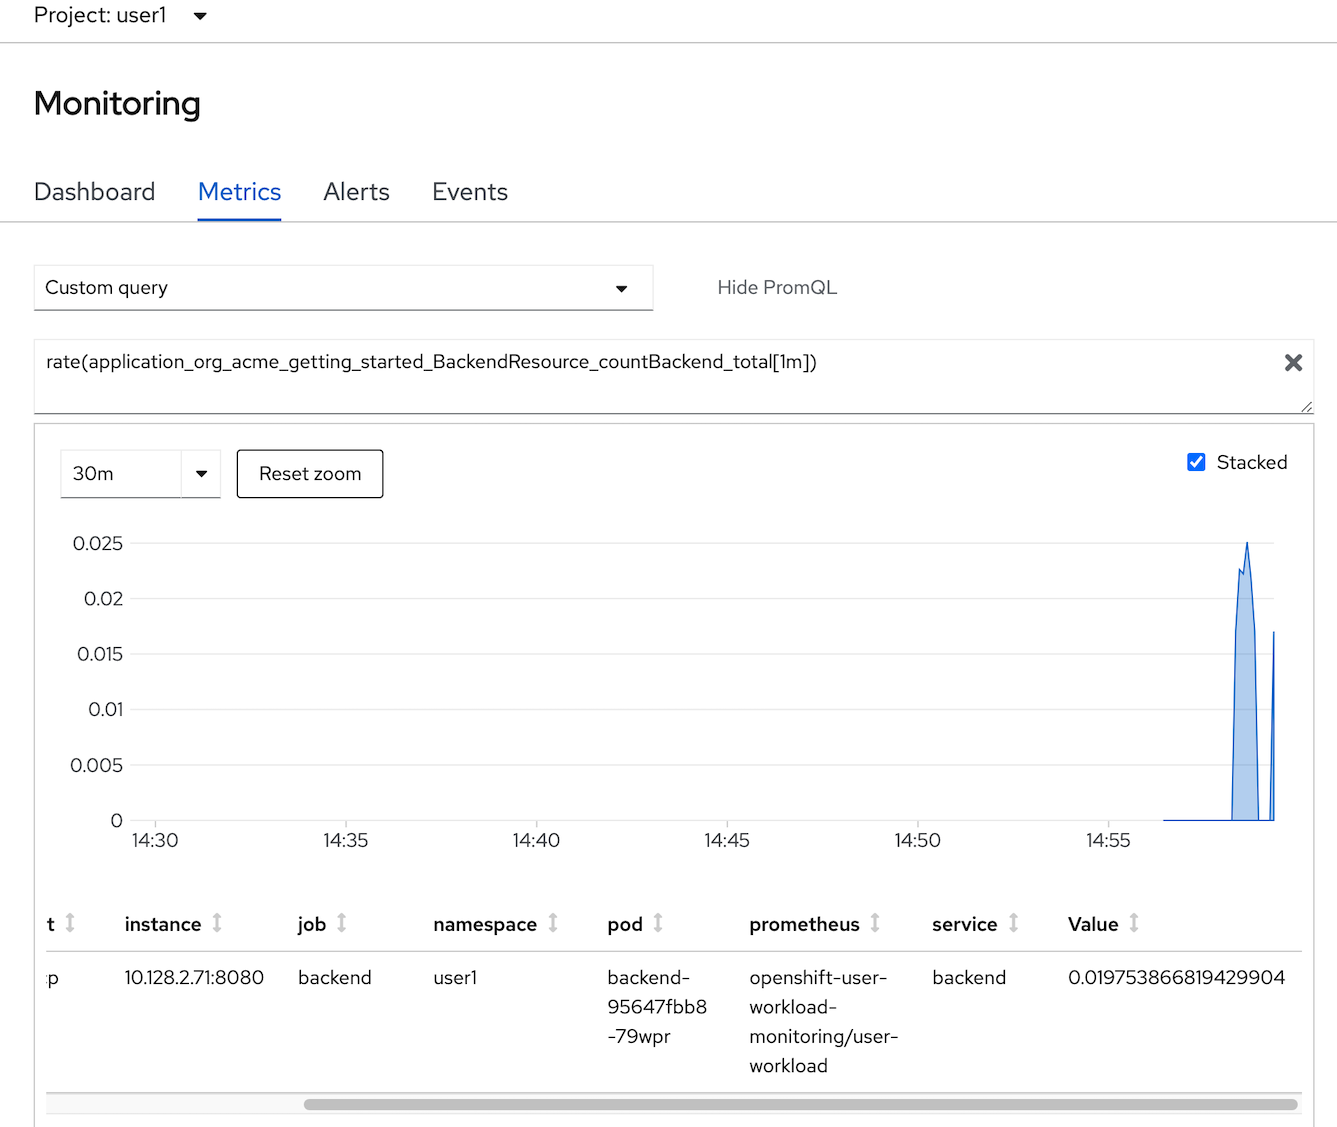 Project: user1
Monitoring
Dashboard Metrics Alerts Events
Custom query Hide PromQL
rate(application_org_acme_getting_started_BackendResource_countBackend_total[1m])
30m Reset zoom Stacked
0.025
0.02
0.015
0.01
0.005
0
14:30 14:35 14:40 14:45 14:50 14:55
t instance job namespace pod prometheus service Value
p 10.128.2.71:8080 backend user1 backend- openshift-user- backend 0.019753866819429904
95647fbb8 workload-
-79wpr monitoring/user-
workload